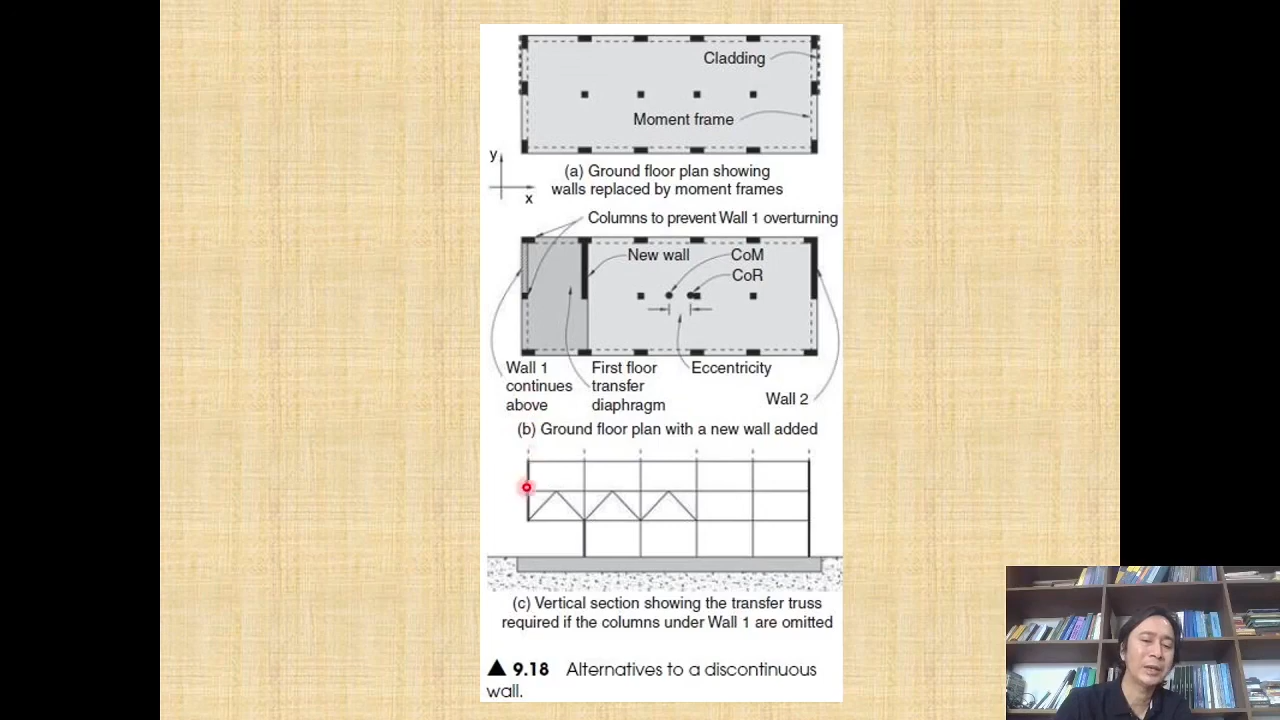 Cladding
Moment frame
y
x
(a) Ground floor plan showing
walls replaced by moment frames
Columns to prevent Wall 1 overturning
New wall
CoM
CoR
Wall 1
continues
above
First floor
transfer
diaphragm
Eccentricity
Wall 2
(b) Ground floor plan with a new wall added
(c) Vertical section showing the transfer truss
required if the columns under Wall 1 are omitted
▲ 9.18 Alternatives to a discontinuous
wall.